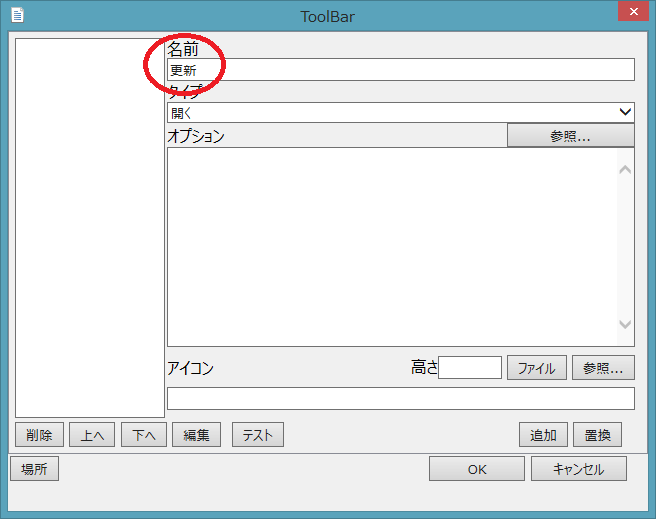 ToolBar
名前
更新
タイプ
開く
オプション
参照...
アイコン
高さ
ファイル
参照...
削除
上へ
下へ
編集
テスト
追加
置換
場所
OK
キャンセル